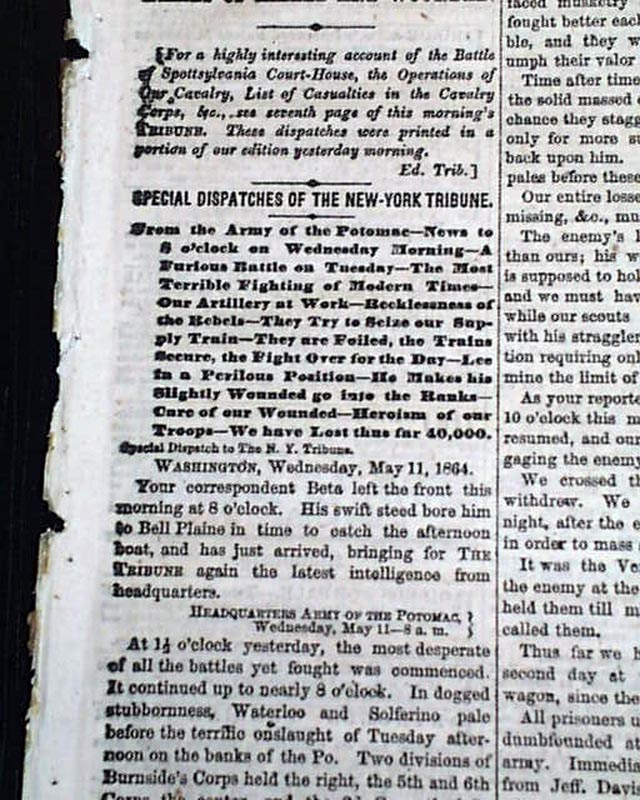 [For a highly interesting account of the Battle
of Spottsylvania Court-House, the Operations of
Our Cavalry, List of Casualties in the Cavalry
Corps, &c., see seventh page of this morning's
TRIBUNE. These dispatches were printed in a
portion of our edition yesterday morning.
Ed. Trib.]
SPECIAL DISPATCHES OF THE NEW-YORK TRIBUNE.
From the Army of the Potomac—News to
8 o'clock on Wednesday Morning—A
Furious Battle on Tuesday—The Most
Terrible Fighting of Modern Times—
Our Artillery at Work—Recklessness of
the Rebels—They Try to Seize our Sup-
ply Train—They are Foiled, the Trains
Secure, the Fight Over for the Day—Lee
in a Perilous Position—He Makes his
Slightly Wounded go into the Ranks—
Care of our Wounded—Heroism of our
Troops—We have Lost thus far 40,000.
Special Dispatch to The N. Y. Tribune.
WASHINGTON, Wednesday, May 11, 1864.
Your correspondent Beta left the front this
morning at 8 o'clock. His swift steed bore him
to Bell Plaine in time to catch the afternoon
boat, and has just arrived, bringing for THE
TRIBUNE again the latest intelligence from
headquarters.
HEADQUARTERS ARMY OF THE POTOMAC, }
Wednesday, May 11—8 a. m. }
At 1½ o'clock yesterday, the most desperate
of all the battles yet fought was commenced.
It continued up to nearly 8 o'clock. In dogged
stubbornness, Waterloo and Solferino pale
before the terrific onslaught of Tuesday after-
noon on the banks of the Po. Two divisions of
Burnside's Corps held the right, the 5th and 6th
Corps the center, and the
faced musketry
fought better eac
ble, and they w
umph their valor
Time after time
the solid massed
chance they stagg
only for more su
back upon him.
pales before these
Our entire losse
missing, &c., mu
The enemy's l
than ours; his w
is supposed to hol
and we must hav
while our scouts
with his straggler
tion requiring onl
mine the limit of
As your reporte
10 o'clock this m
resumed, and our
gaging the enemy
We crossed th
withdrew. We
night, after the e
in order to mass
It was the Ve
the enemy at the
held them till m
called them.
Thus far we h
second day at
wagon, since the
All prisoners
dumbfounded at
army. Immedia
from Jeff. Davi